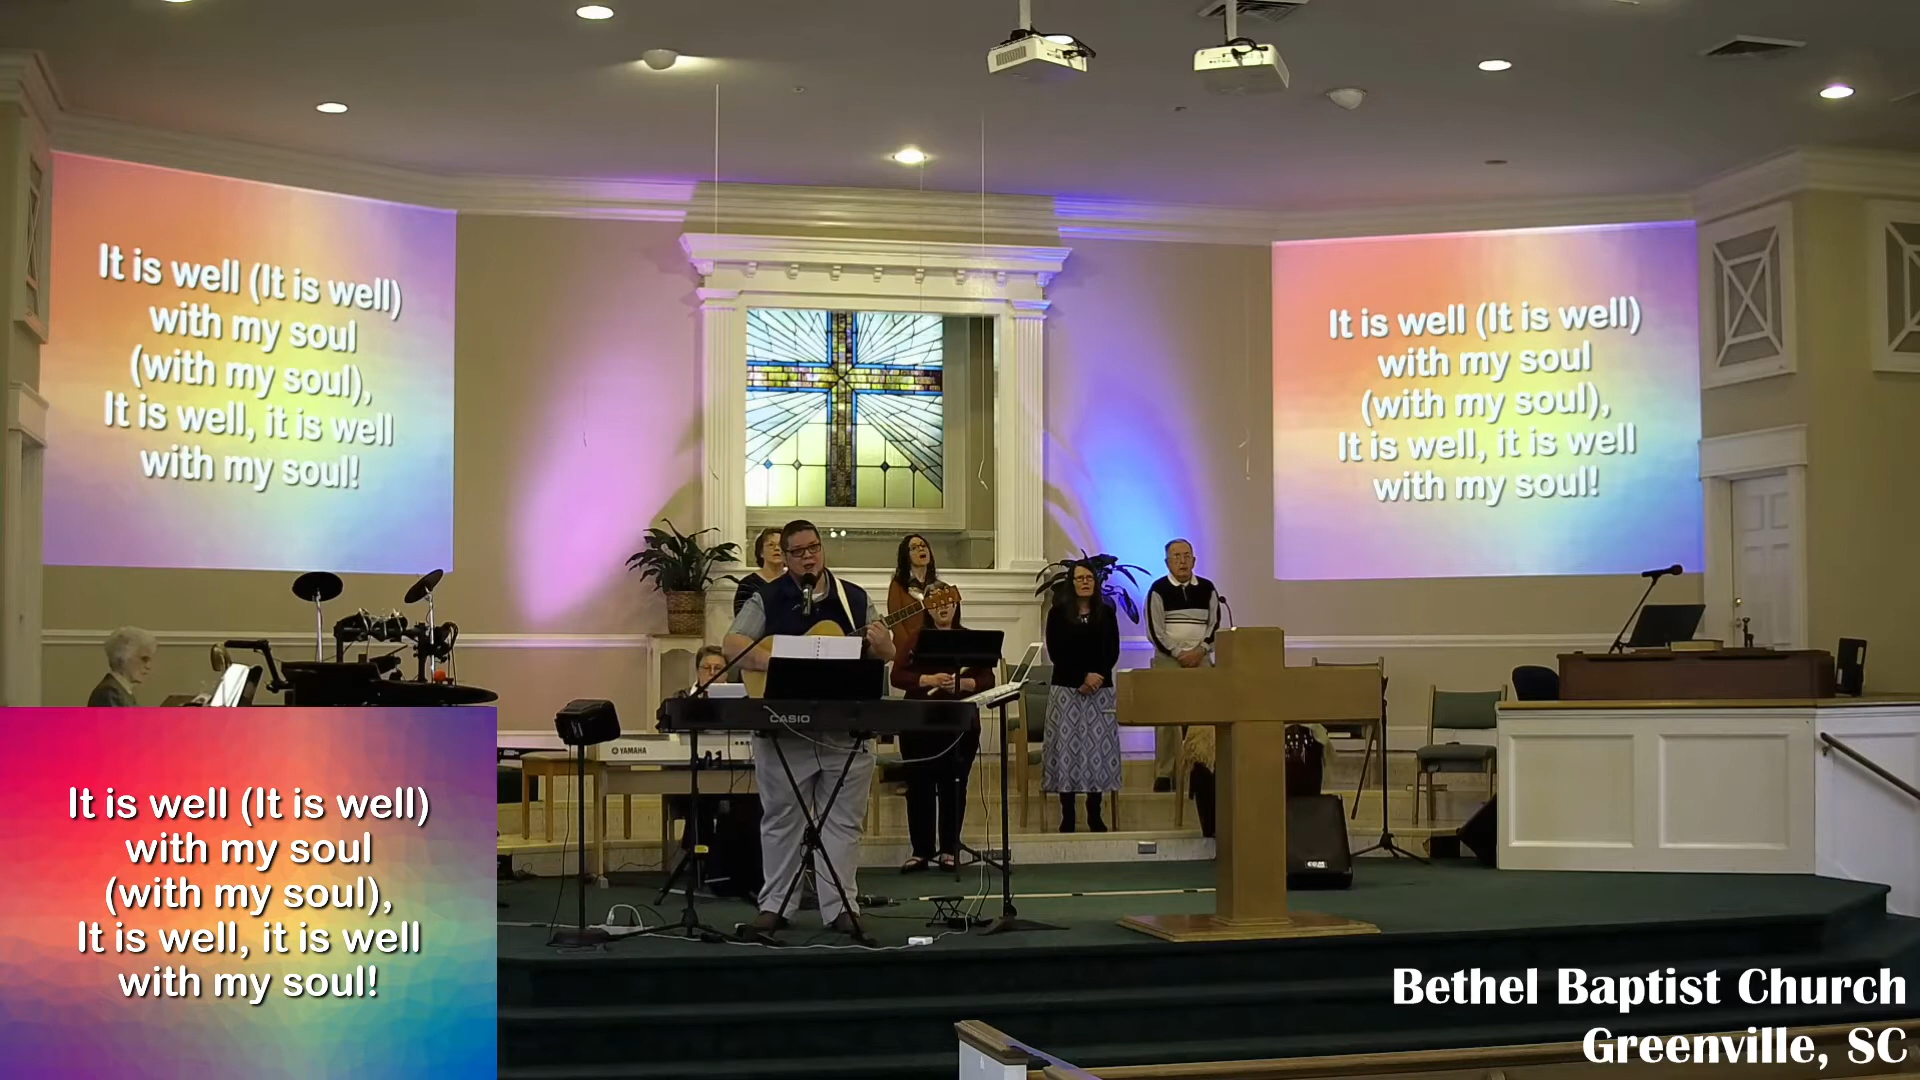 It is well (It is well)
with my soul
(with my soul),
It is well, it is well
with my soul!
It is well (It is well)
with my soul
(with my soul),
It is well, it is well
with my soul!
CASIO
YAMAHA
It is well (It is well)
with my soul
(with my soul),
It is well, it is well
with my soul!
Bethel Baptist Church
Greenville, SC